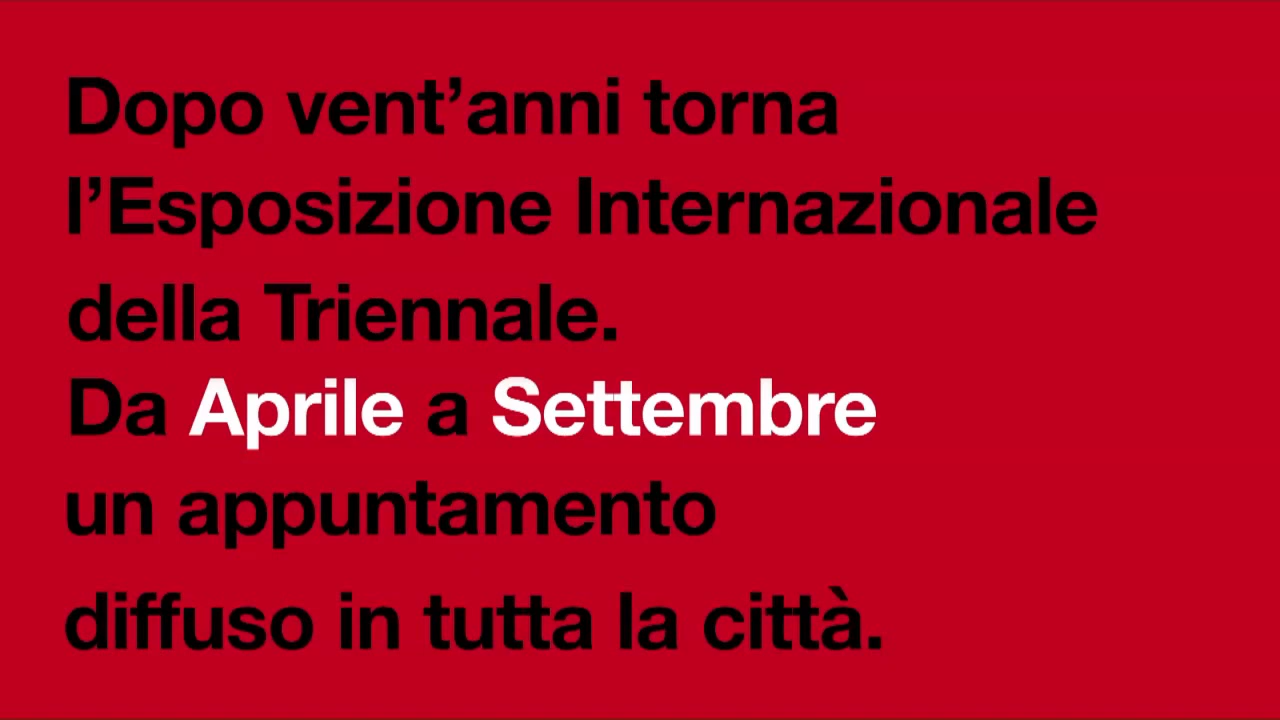 Dopo vent’anni torna
l’Esposizione Internazionale
della Triennale.
Da Aprile a Settembre
un appuntamento
diffuso in tutta la città.